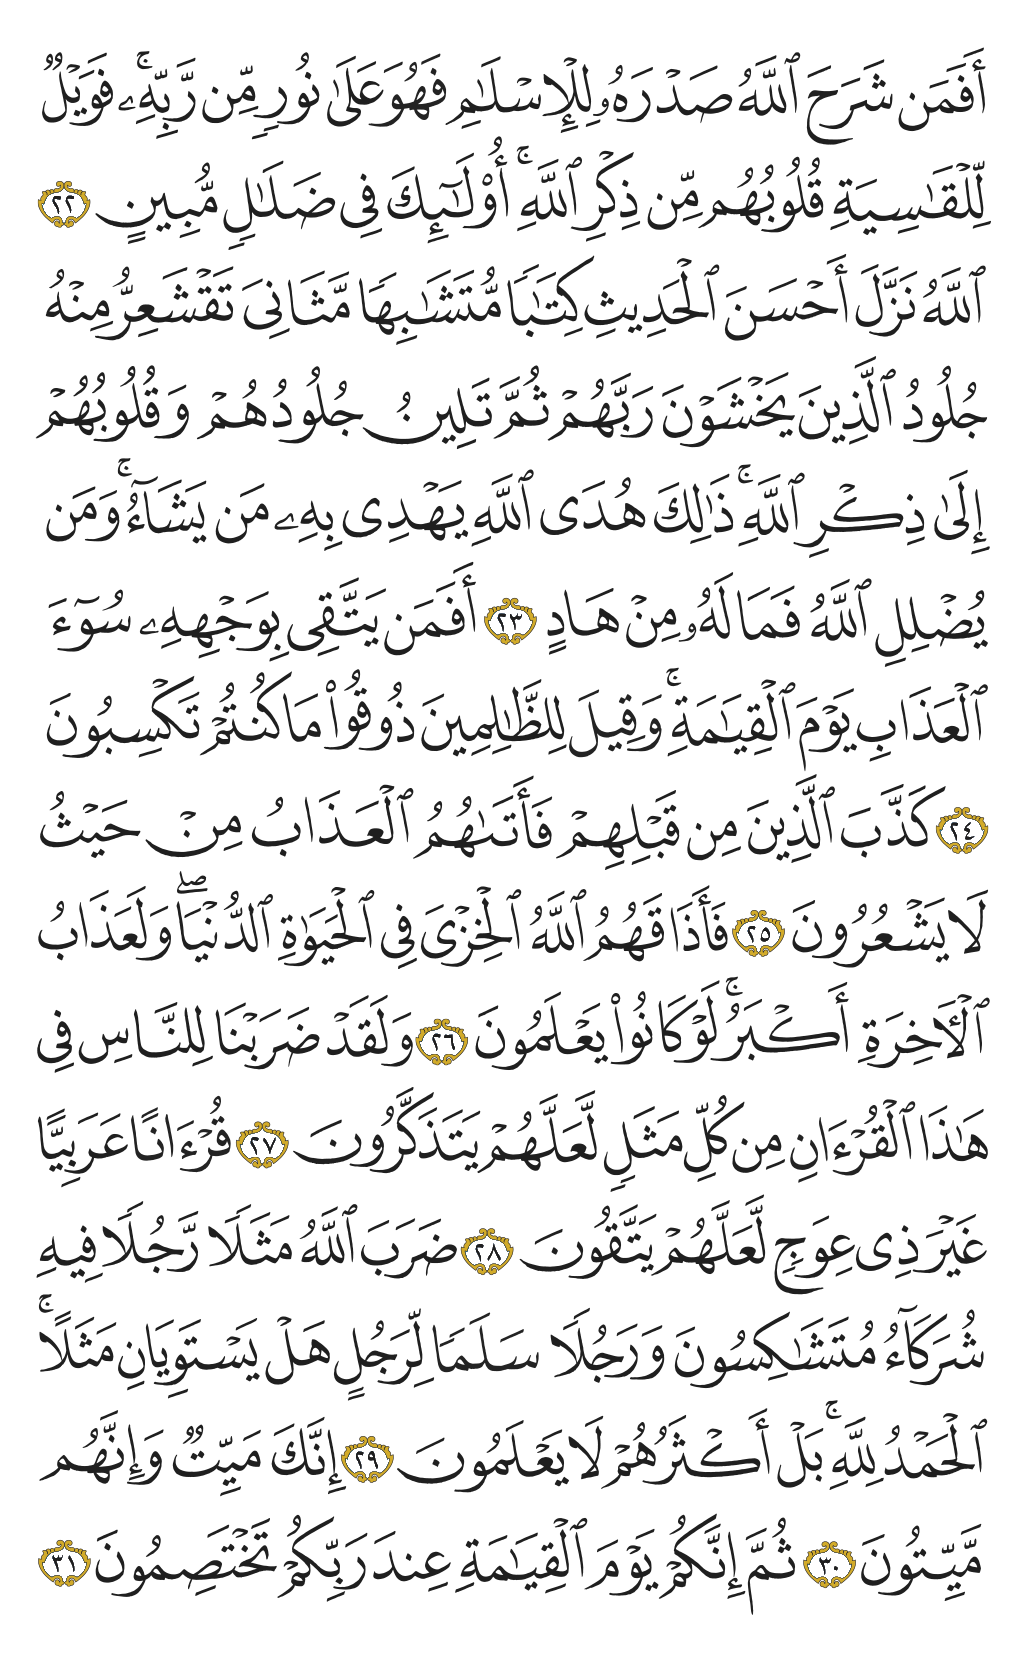 أَفَمَن شَرَحَ ٱللَّهُ صَدْرَهُۥ لِلْإِسْلَٰمِ فَهُوَ عَلَىٰ نُورٍ مِّن رَّبِّهِۦ ۚ فَوَيْلٌ
لِّلْقَٰسِيَةِ قُلُوبُهُم مِّن ذِكْرِ ٱللَّهِ ۚ أُو۟لَٰٓئِكَ فِى ضَلَٰلٍ مُّبِينٍ ٢٢
ٱللَّهُ نَزَّلَ أَحْسَنَ ٱلْحَدِيثِ كِتَٰبًا مُّتَشَٰبِهًا مَّثَانِىَ تَقْشَعِرُّ مِنْهُ
جُلُودُ ٱلَّذِينَ يَخْشَوْنَ رَبَّهُمْ ثُمَّ تَلِينُ جُلُودُهُمْ وَقُلُوبُهُمْ
إِلَىٰ ذِكْرِ ٱللَّهِ ۚ ذَٰلِكَ هُدَى ٱللَّهِ يَهْدِى بِهِۦ مَن يَشَآءُ ۚ وَمَن
يُضْلِلِ ٱللَّهُ فَمَا لَهُۥ مِنْ هَادٍ ٢٣ أَفَمَن يَتَّقِى بِوَجْهِهِۦ سُوٓءَ
ٱلْعَذَابِ يَوْمَ ٱلْقِيَٰمَةِ ۚ وَقِيلَ لِلظَّٰلِمِينَ ذُوقُوا۟ مَا كُنتُمْ تَكْسِبُونَ
٢٤ كَذَّبَ ٱلَّذِينَ مِن قَبْلِهِمْ فَأَتَىٰهُمُ ٱلْعَذَابُ مِنْ حَيْثُ
لَا يَشْعُرُونَ ٢٥ فَأَذَاقَهُمُ ٱللَّهُ ٱلْخِزْىَ فِى ٱلْحَيَوٰةِ ٱلدُّنْيَا ۖ وَلَعَذَابُ
ٱلْـَٔاخِرَةِ أَكْبَرُ ۚ لَوْ كَانُوا۟ يَعْلَمُونَ ٢٦ وَلَقَدْ ضَرَبْنَا لِلنَّاسِ فِى
هَٰذَا ٱلْقُرْءَانِ مِن كُلِّ مَثَلٍ لَّعَلَّهُمْ يَتَذَكَّرُونَ ٢٧ قُرْءَانًا عَرَبِيًّا
غَيْرَ ذِى عِوَجٍ لَّعَلَّهُمْ يَتَّقُونَ ٢٨ ضَرَبَ ٱللَّهُ مَثَلًا رَّجُلًا فِيهِ
شُرَكَآءُ مُتَشَٰكِسُونَ وَرَجُلًا سَلَمًا لِّرَجُلٍ هَلْ يَسْتَوِيَانِ مَثَلًا ۚ
ٱلْحَمْدُ لِلَّهِ ۚ بَلْ أَكْثَرُهُمْ لَا يَعْلَمُونَ ٢٩ إِنَّكَ مَيِّتٌ وَإِنَّهُم
مَّيِّتُونَ ٣٠ ثُمَّ إِنَّكُمْ يَوْمَ ٱلْقِيَٰمَةِ عِندَ رَبِّكُمْ تَخْتَصِمُونَ ٣١